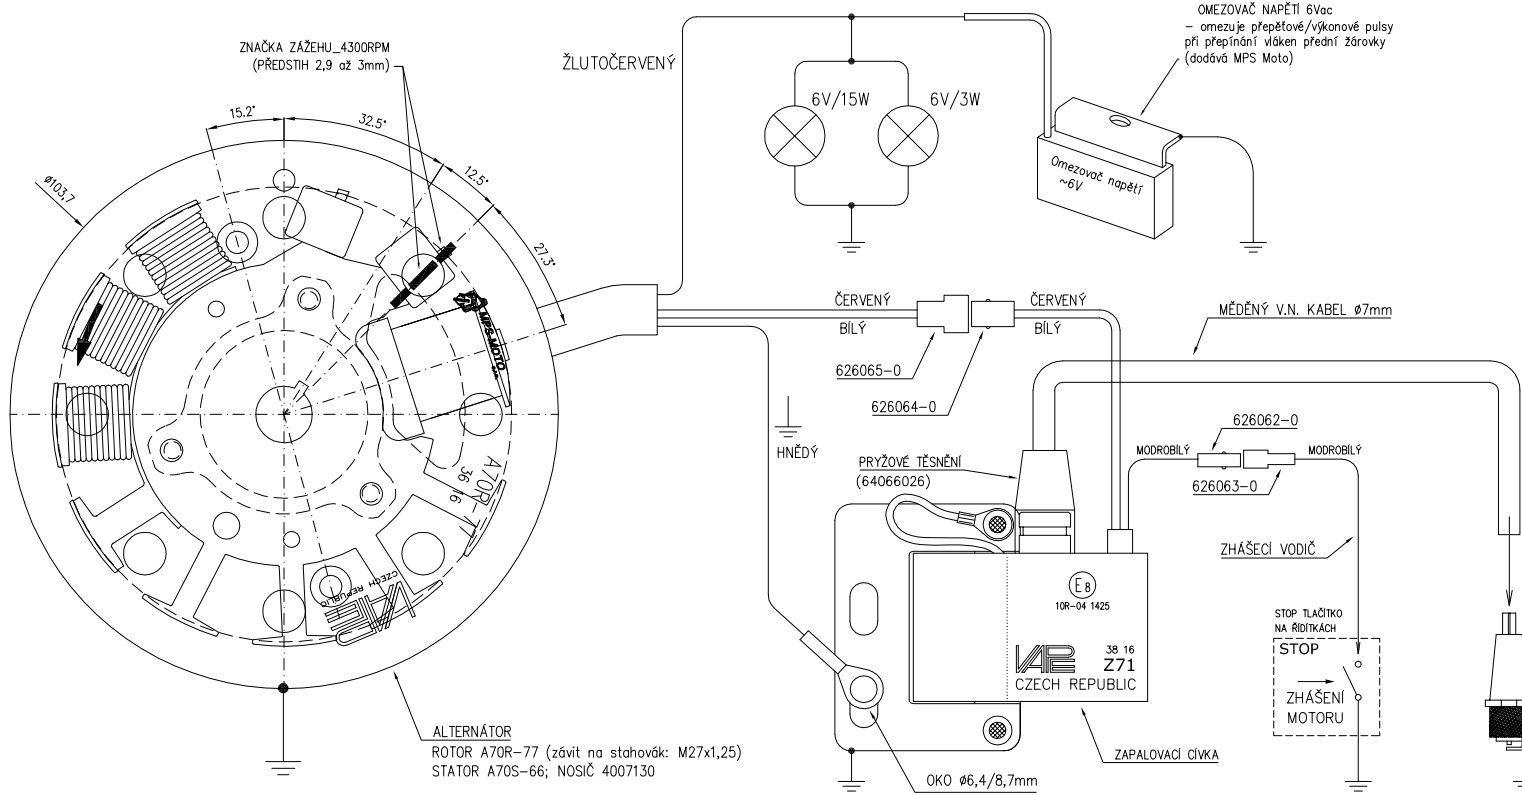 OMEZOVAČ NAPĚTÍ 6Vac
– omezuje přepěťové/výkonové pulsy
při přepínání vláken přední žárovky
(dodává MPS Moto)
ZNAČKA ZÁŽEHU_4300RPM
(PŘEDSTIH 2,9 až 3mm)
ŽLUTOČERVENÝ
6V/15W
6V/3W
15.2°
32.5°
12.5°
27.3°
ø103,7
Omezovač napětí
~6V
MPS-MOTO
ČERVENÝ
BÍLÝ
ČERVENÝ
BÍLÝ
626065-0
626064-0
MĚDĚNÝ V.N. KABEL ø7mm
HNĚDÝ
626062-0
MODROBÍLÝ
MODROBÍLÝ
626063-0
PRYŽOVÉ TĚSNĚNÍ
(64066026)
ZHÁŠECÍ VODIČ
A70R
36 16
CZECH REPUBLIC
VAPE
E8
10R-04 1425
VAPE
38 16
Z71
CZECH REPUBLIC
STOP TLAČÍTKO
NA ŘÍDÍTKÁCH
STOP
ZHÁŠENÍ
MOTORU
ALTERNÁTOR
ROTOR A70R-77 (závit na stahovák: M27x1,25)
STATOR A70S-66; NOSIČ 4007130
ZAPALOVACÍ CÍVKA
OKO ø6,4/8,7mm